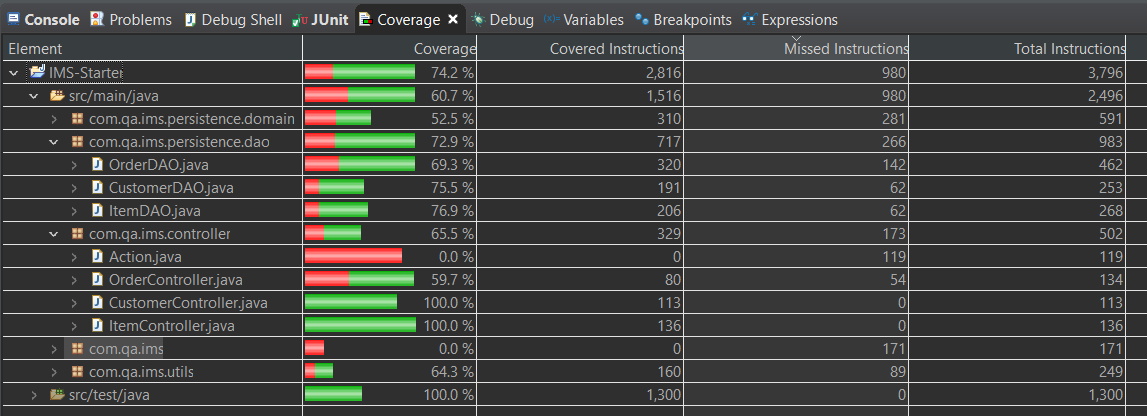 Console Problems Debug Shell JUnit Coverage Debug Variables Breakpoints Expressions
Element Coverage Covered Instructions Missed Instructions Total Instructions
IMS-Starter 74.2 % 2,816 980 3,796
src/main/java 60.7 % 1,516 980 2,496
com.qa.ims.persistence.domain 52.5 % 310 281 591
com.qa.ims.persistence.dao 72.9 % 717 266 983
OrderDAO.java 69.3 % 320 142 462
CustomerDAO.java 75.5 % 191 62 253
ItemDAO.java 76.9 % 206 62 268
com.qa.ims.controller 65.5 % 329 173 502
Action.java 0.0 % 0 119 119
OrderController.java 59.7 % 80 54 134
CustomerController.java 100.0 % 113 0 113
ItemController.java 100.0 % 136 0 136
com.qa.ims 0.0 % 0 171 171
com.qa.ims.utils 64.3 % 160 89 249
src/test/java 100.0 % 1,300 0 1,300